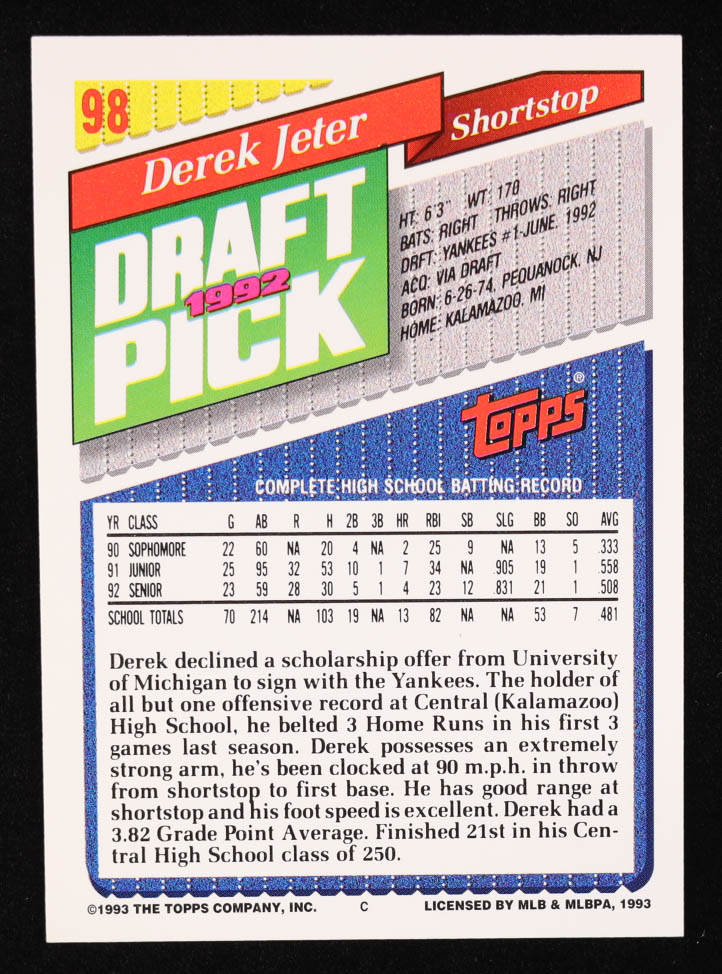 98
Derek Jeter
Shortstop
DRAFT
1992
PICK
HT: 6'3" WT: 170
BATS: RIGHT THROWS: RIGHT
DRFT: YANKEES #1-JUNE, 1992
ACQ: VIA DRAFT
BORN: 6-26-74, PEQUANOCK, NJ
HOME: KALAMAZOO, MI
TOPPS®
COMPLETE HIGH SCHOOL BATTING RECORD
YR CLASS G AB R H 2B 3B HR RBI SB SLG BB SO AVG
90 SOPHOMORE 22 60 NA 20 4 NA 2 25 9 NA 13 5 .333
91 JUNIOR 25 95 32 53 10 1 7 34 NA .905 19 1 .558
92 SENIOR 23 59 28 30 5 1 4 23 12 .831 21 1 .508
SCHOOL TOTALS 70 214 NA 103 19 NA 13 82 NA NA 53 7 .481
Derek declined a scholarship offer from University
of Michigan to sign with the Yankees. The holder of
all but one offensive record at Central (Kalamazoo)
High School, he belted 3 Home Runs in his first 3
games last season. Derek possesses an extremely
strong arm, he's been clocked at 90 m.p.h. in throw
from shortstop to first base. He has good range at
shortstop and his foot speed is excellent. Derek had a
3.82 Grade Point Average. Finished 21st in his Cen-
tral High School class of 250.
©1993 THE TOPPS COMPANY, INC. C LICENSED BY MLB & MLBPA, 1993